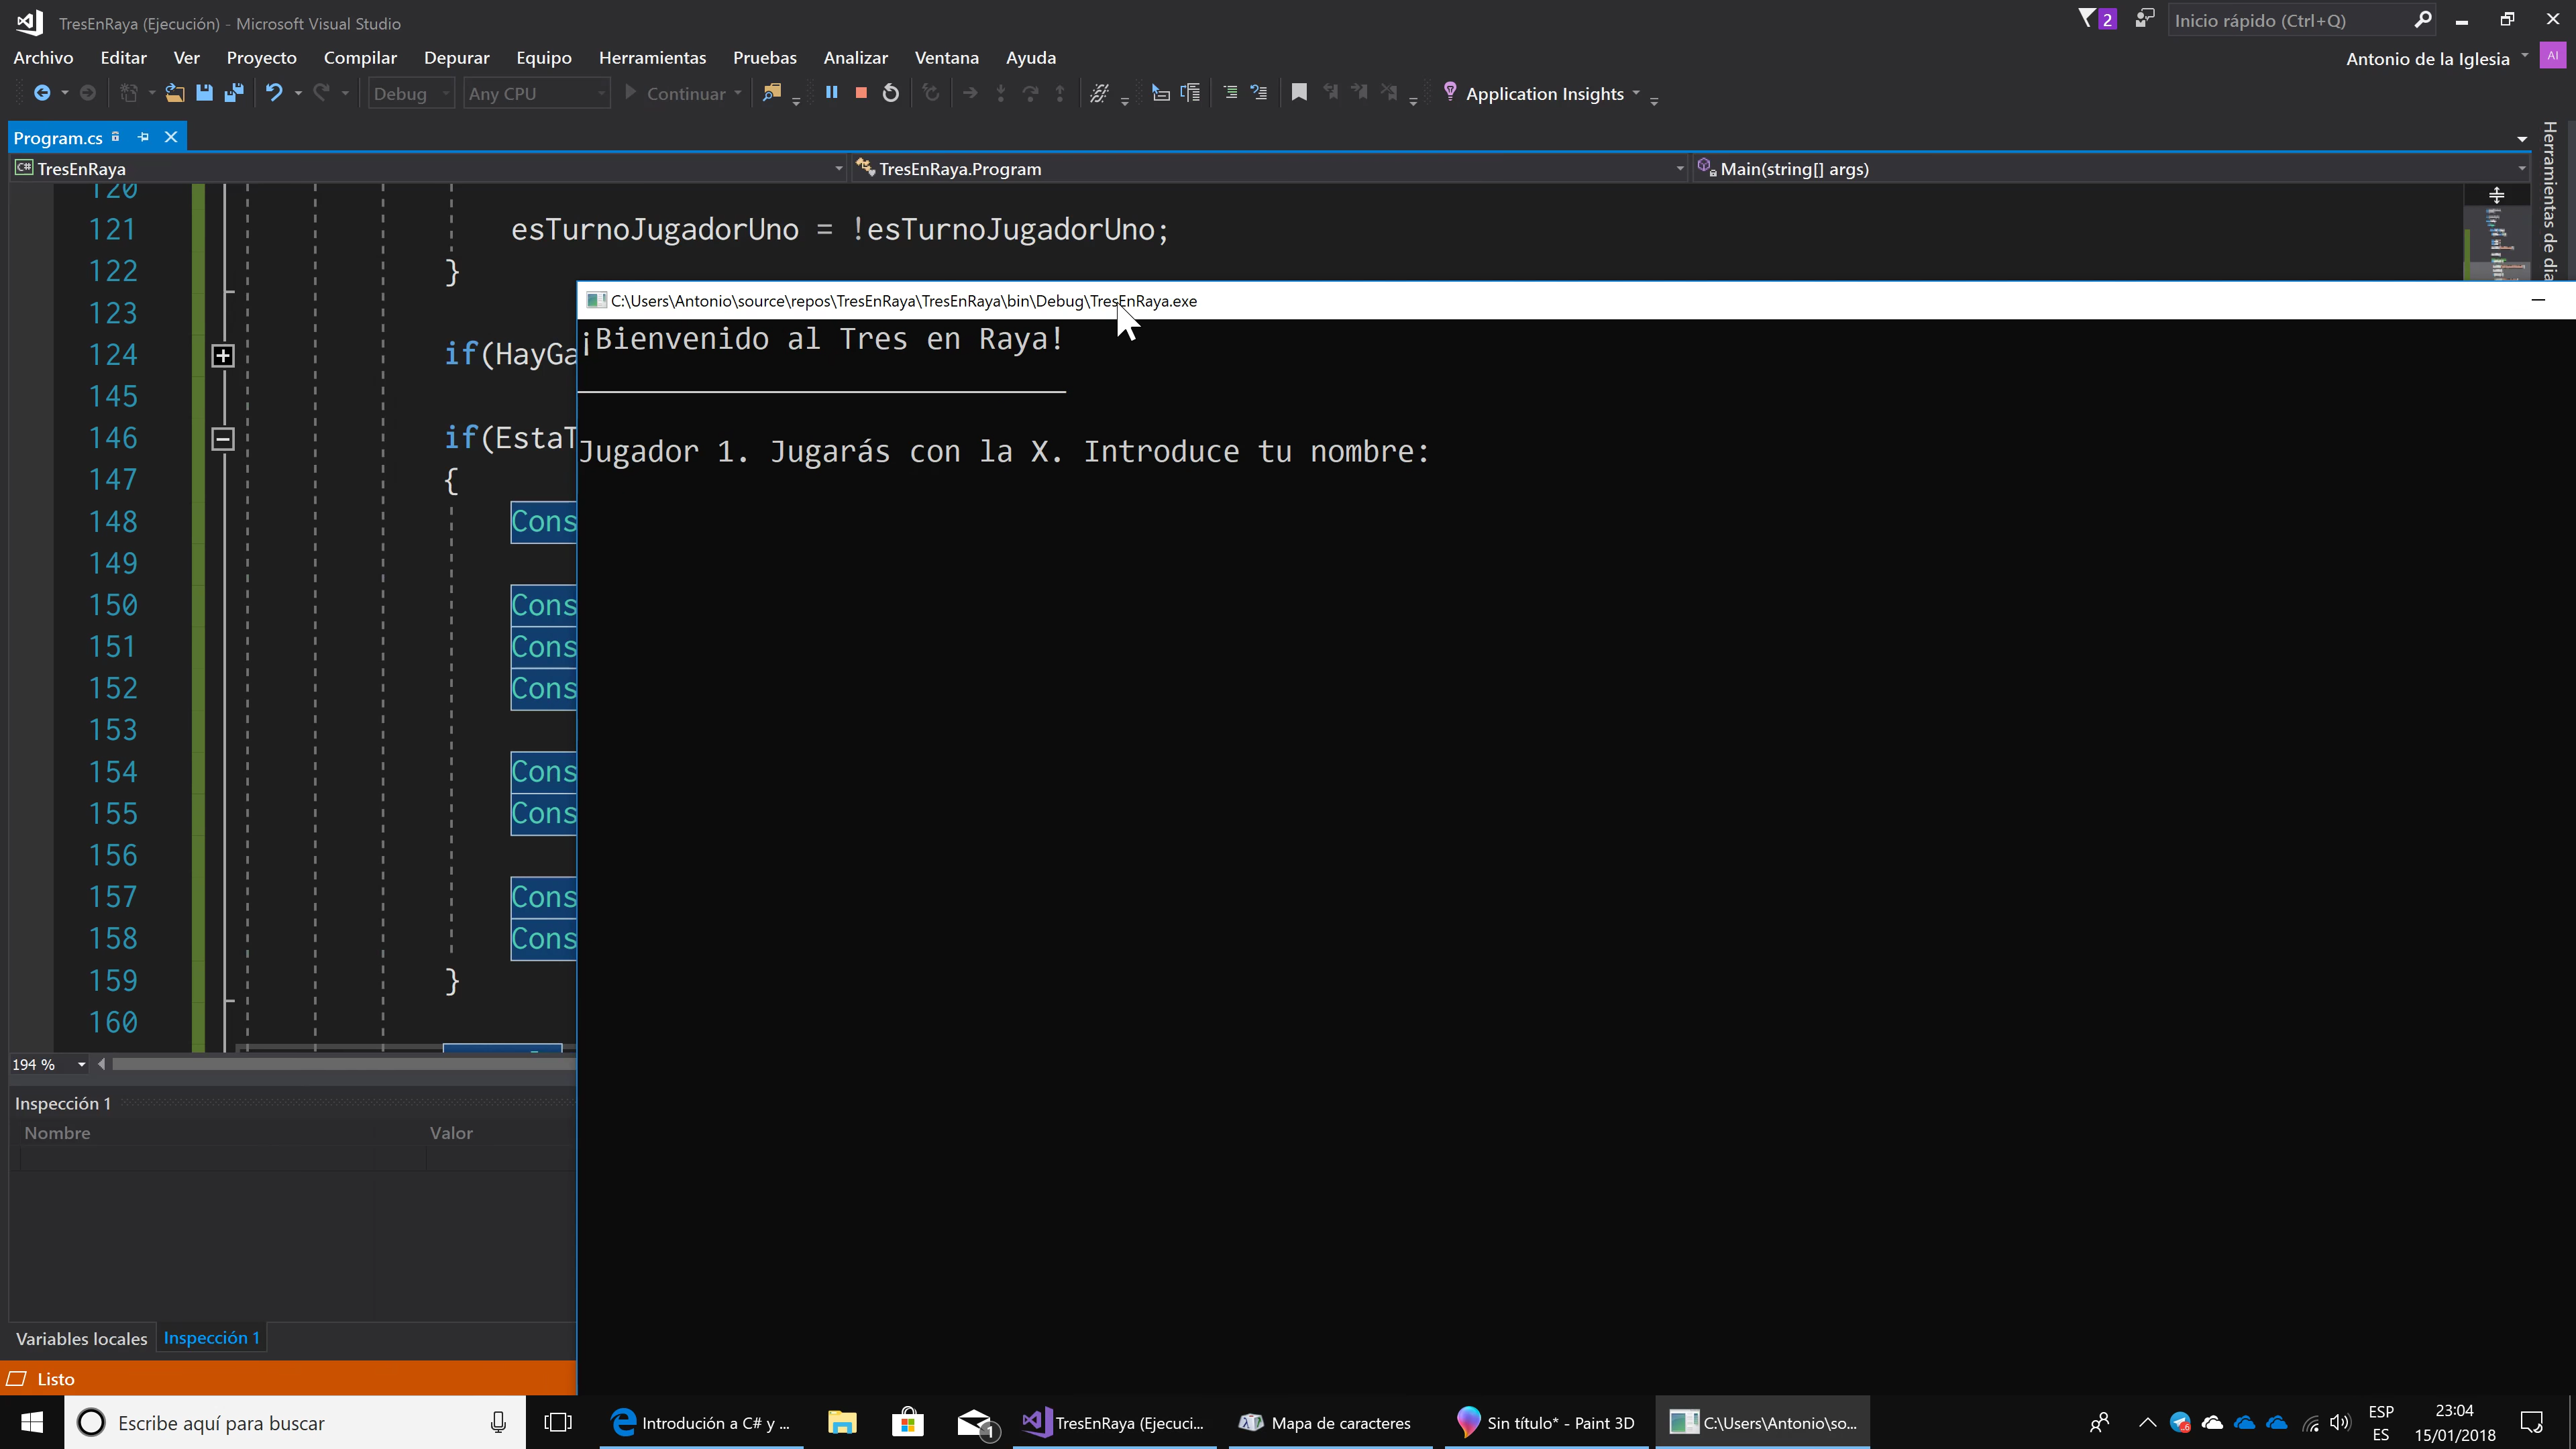 TresEnRaya (Ejecución) - Microsoft Visual Studio
2
Inicio rápido (Ctrl+Q)
Archivo Editar Ver Proyecto Compilar Depurar Equipo Herramientas Pruebas Analizar Ventana Ayuda
Antonio de la Iglesia
AI
Debug Any CPU Continuar Application Insights
Program.cs
C# TresEnRaya
TresEnRaya.Program
Main(string[] args)
Herramientas de dia
120
121 esTurnoJugadorUno = !esTurnoJugadorUno;
122 }
123
124 if(HayGa
145
146 if(EstaT
147 {
148 Cons
149
150 Cons
151 Cons
152 Cons
153
154 Cons
155 Cons
156
157 Cons
158 Cons
159 }
160
C:\Users\Antonio\source\repos\TresEnRaya\TresEnRaya\bin\Debug\TresEnRaya.exe
¡Bienvenido al Tres en Raya!
Jugador 1. Jugarás con la X. Introduce tu nombre:
194 %
Inspección 1
Nombre Valor
Variables locales Inspección 1
Listo
Escribe aquí para buscar
Introdución a C# y ...
1
TresEnRaya (Ejecuci...
Mapa de caracteres
Sin título* - Paint 3D
C:\Users\Antonio\so...
ESP
ES
23:04
15/01/2018